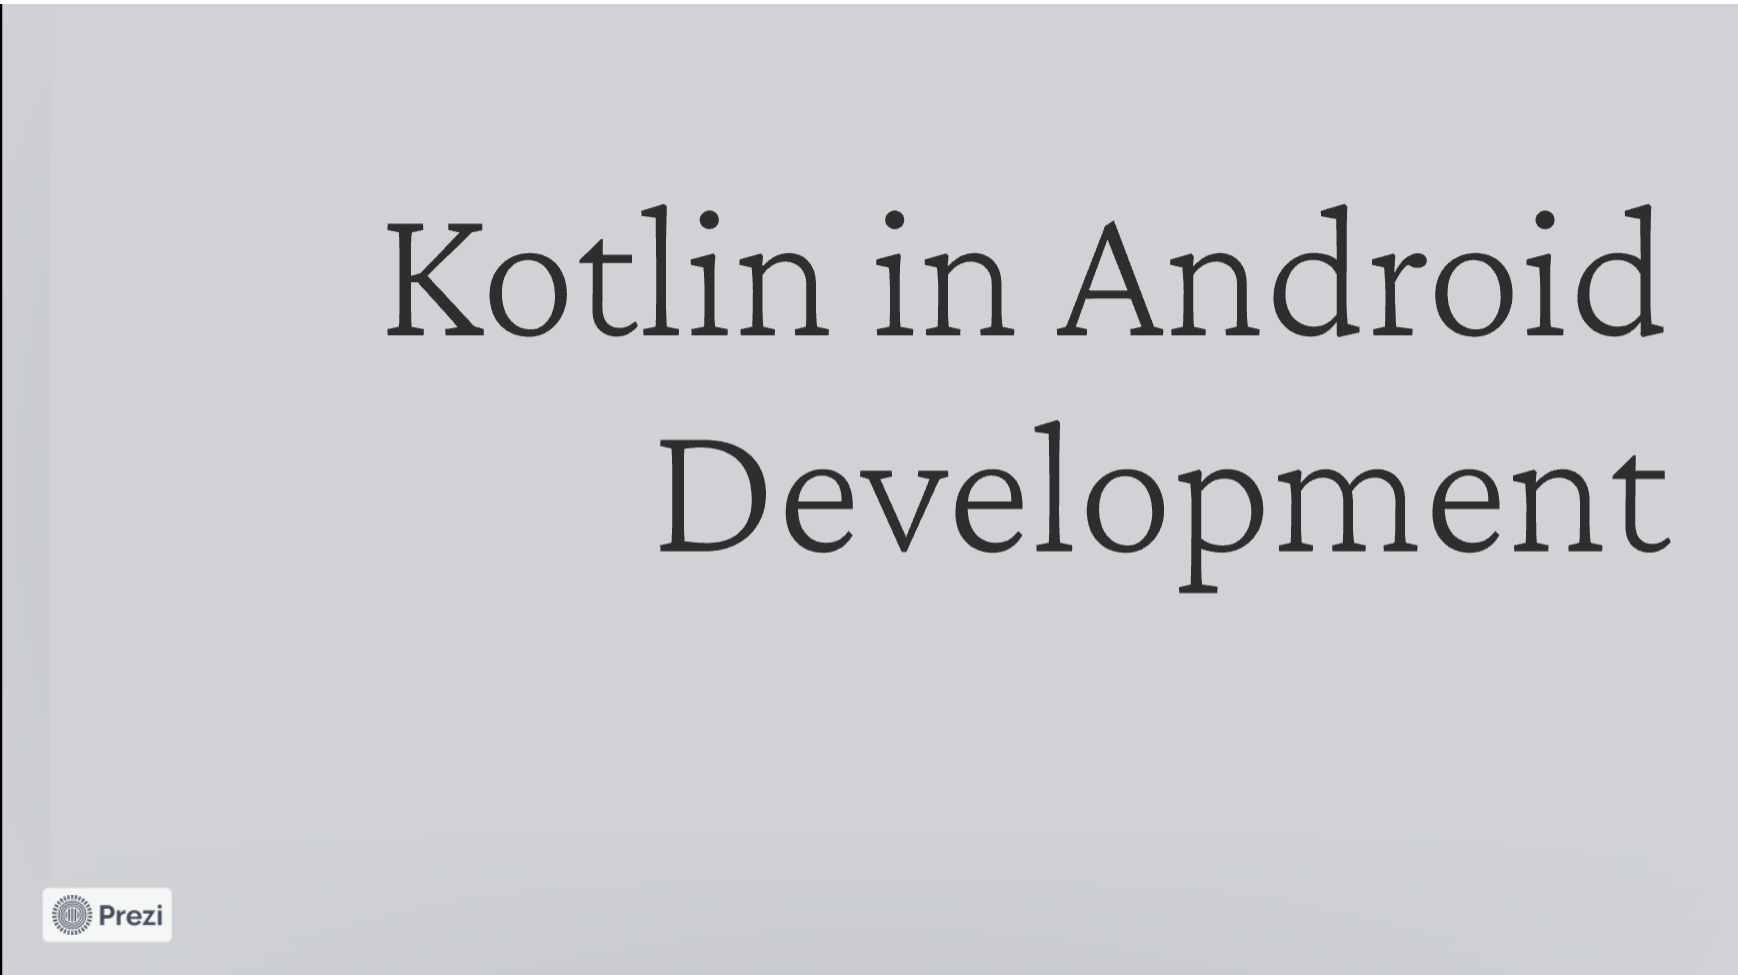 Kotlin in Android
Development
Prezi